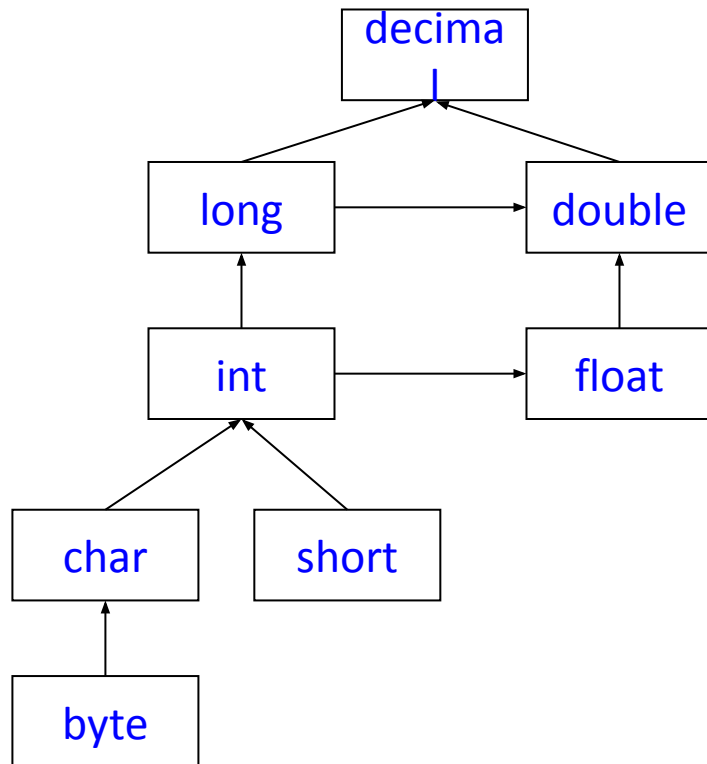 decima
l
long
double
int
float
char
short
byte